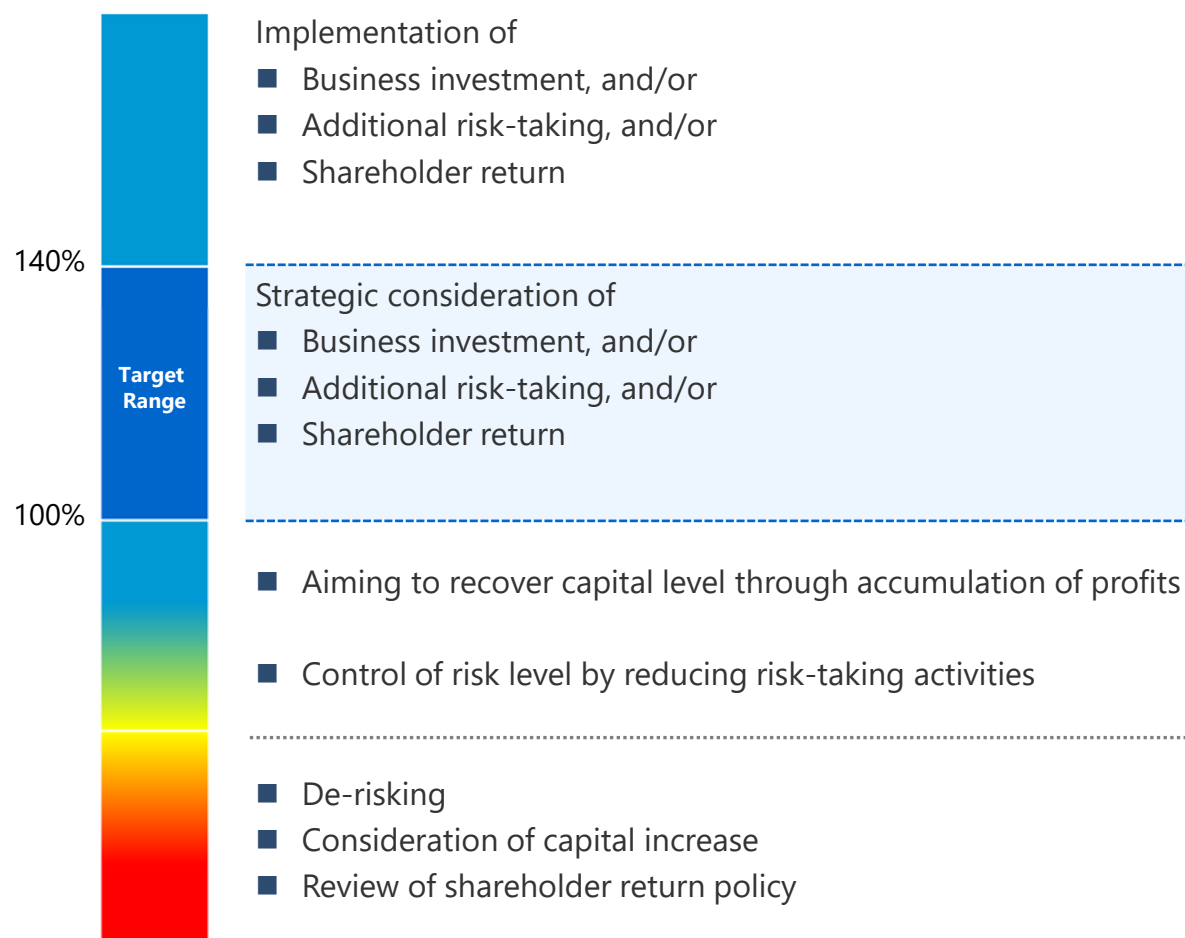 Implementation of
■ Business investment, and/or
■ Additional risk-taking, and/or
■ Shareholder return
140%
Strategic consideration of
■ Business investment, and/or
■ Additional risk-taking, and/or
■ Shareholder return
Target
Range
100%
■ Aiming to recover capital level through accumulation of profits
■ Control of risk level by reducing risk-taking activities
■ De-risking
■ Consideration of capital increase
■ Review of shareholder return policy